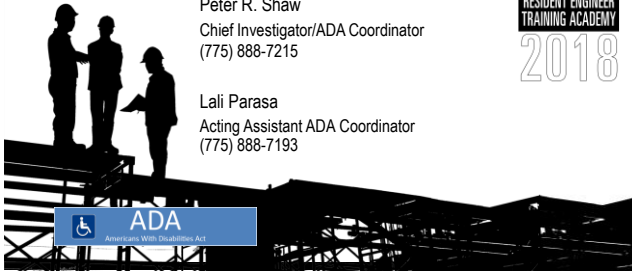 Peter R. Shaw
Chief Investigator/ADA Coordinator
(775) 888-7215
RESIDENT ENGINEER
TRAINING ACADEMY
2018
Lali Parasa
Acting Assistant ADA Coordinator
(775) 888-7193
ADA
Americans With Disabilities Act